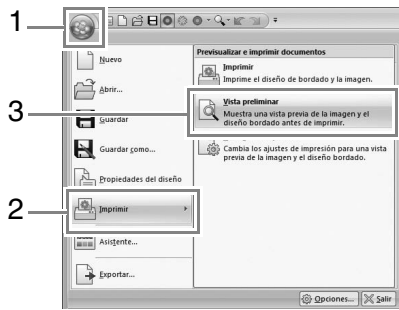 1
Nuevo
Abrir...
3
Guardar
Guardar como...
Propiedades del diseño
2
Imprimir
Asistente...
Exportar...
Previsualizar e imprimir documentos
Imprimir
Imprime el diseño de bordado y la imagen.
Vista preliminar
Muestra una vista previa de la imagen y el
diseño bordado antes de imprimir.
Cambia los ajustes de impresión para una vista
previa de la imagen y el diseño bordado.
Opciones...
Salir